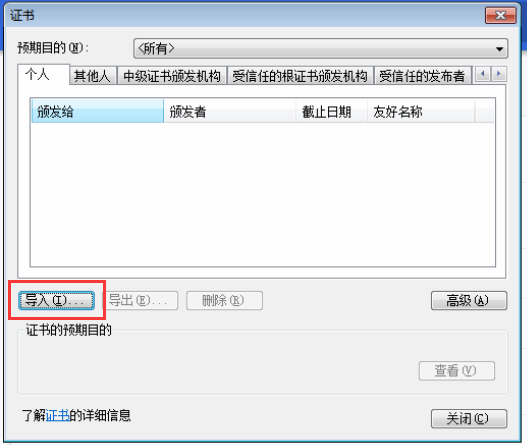 证书
预期目的(N): <所有>
个人 其他人 中级证书颁发机构 受信任的根证书颁发机构 受信任的发布者
颁发给 颁发者 截止日期 友好名称
导入(I)... 导出(E)... 删除(R) 高级(A)
证书的预期目的
查看(V)
了解证书的详细信息 关闭(C)